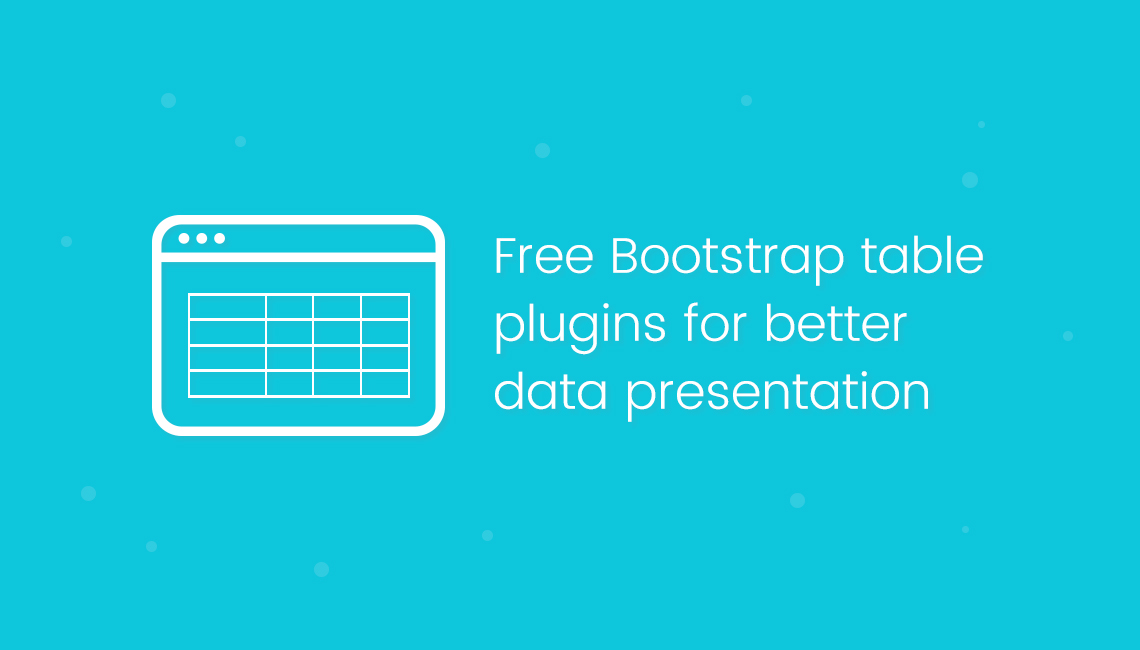 Free Bootstrap table
plugins for better
data presentation